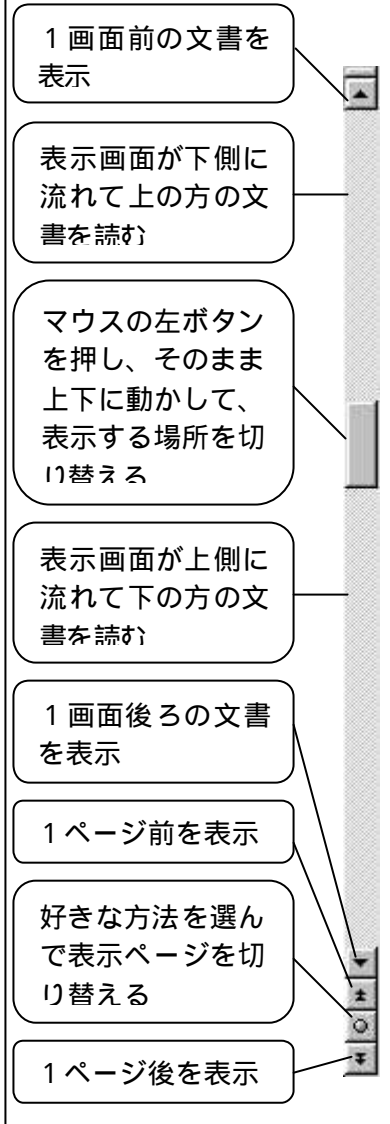 １画面前の文書を
表示
表示画面が下側に
流れて上の方の文
書を読む
マウスの左ボタン
を押し、そのまま
上下に動かして、
表示する場所を切
り替える
表示画面が上側に
流れて下の方の文
書を読む
１画面後ろの文書
を表示
１ページ前を表示
好きな方法を選ん
で表示ページを切
り替える
１ページ後を表示